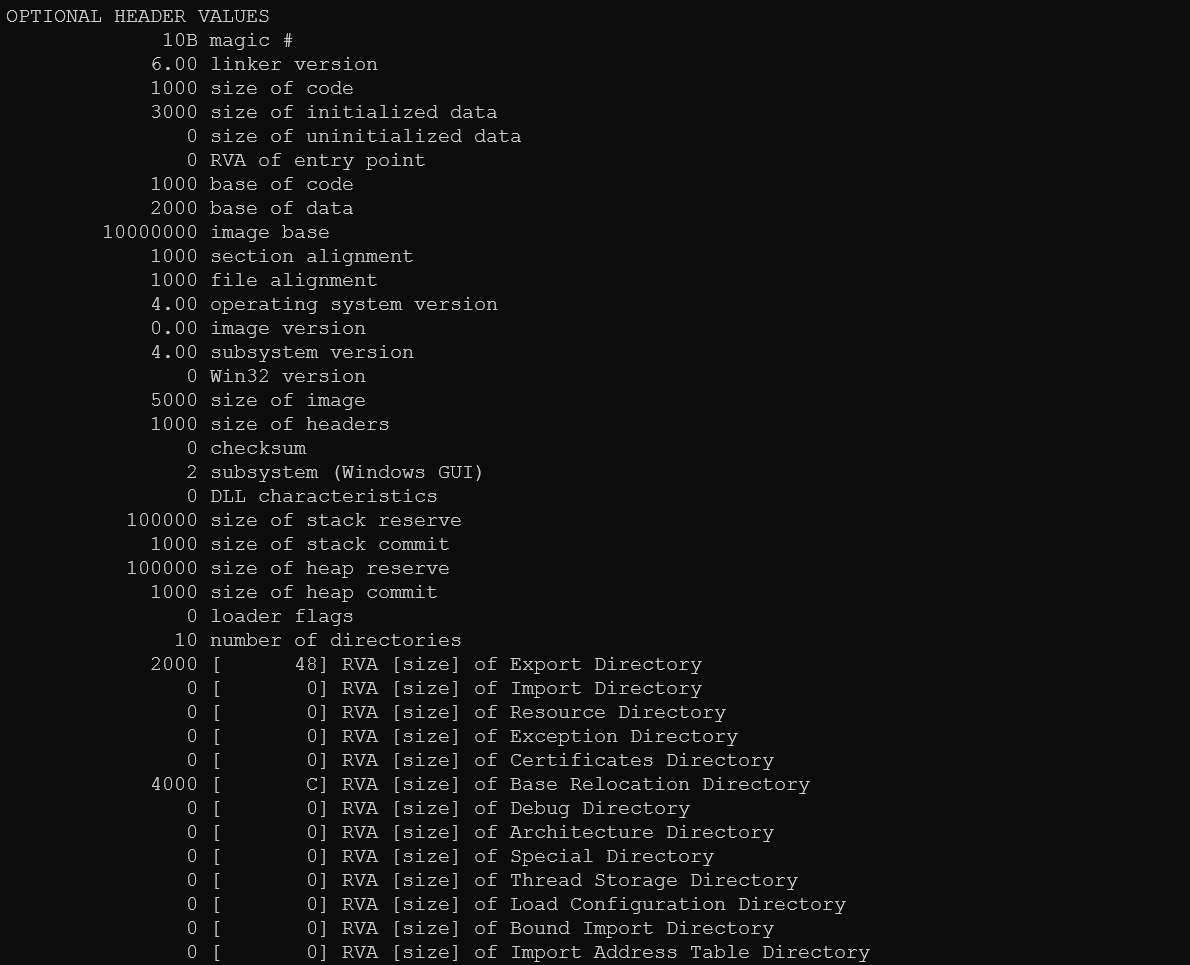 OPTIONAL HEADER VALUES
10B magic #
6.00 linker version
1000 size of code
3000 size of initialized data
0 size of uninitialized data
0 RVA of entry point
1000 base of code
2000 base of data
10000000 image base
1000 section alignment
1000 file alignment
4.00 operating system version
0.00 image version
4.00 subsystem version
0 Win32 version
5000 size of image
1000 size of headers
0 checksum
2 subsystem (Windows GUI)
0 DLL characteristics
100000 size of stack reserve
1000 size of stack commit
100000 size of heap reserve
1000 size of heap commit
0 loader flags
10 number of directories
2000 [      48] RVA [size] of Export Directory
0 [       0] RVA [size] of Import Directory
0 [       0] RVA [size] of Resource Directory
0 [       0] RVA [size] of Exception Directory
0 [       0] RVA [size] of Certificates Directory
4000 [       C] RVA [size] of Base Relocation Directory
0 [       0] RVA [size] of Debug Directory
0 [       0] RVA [size] of Architecture Directory
0 [       0] RVA [size] of Special Directory
0 [       0] RVA [size] of Thread Storage Directory
0 [       0] RVA [size] of Load Configuration Directory
0 [       0] RVA [size] of Bound Import Directory
0 [       0] RVA [size] of Import Address Table Directory